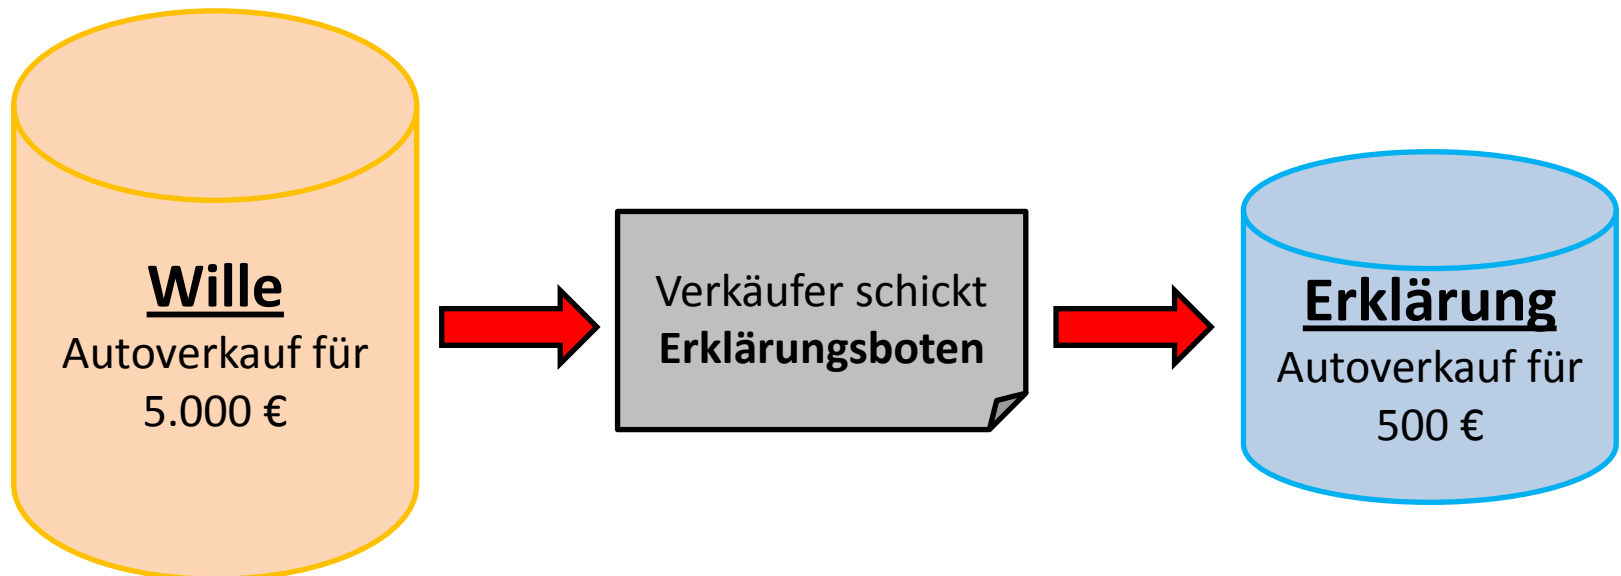 Wille
Autoverkauf für
5.000 €
Verkäufer schickt
Erklärungsboten
Erklärung
Autoverkauf für
500 €